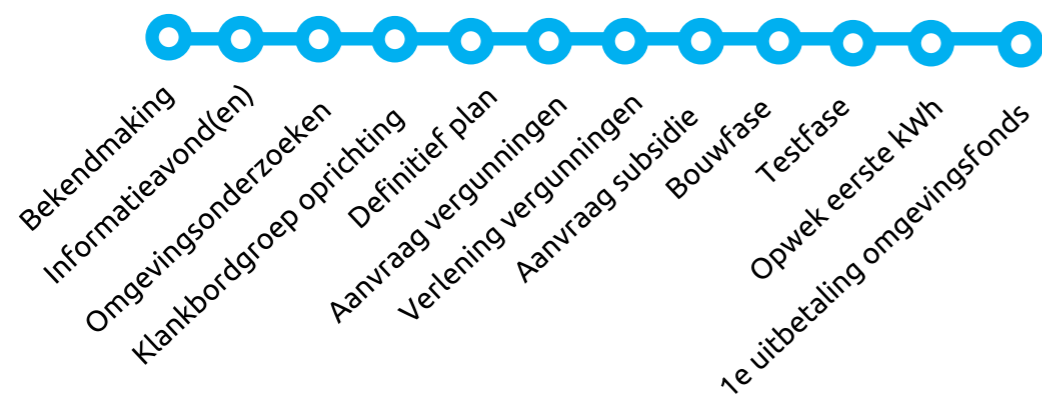 Bekendmaking
Informatieavond(en)
Omgevingsonderzoeken
Klankbordgroep oprichting
Definitief plan
Aanvraag vergunningen
Verlening vergunningen
Aanvraag subsidie
Bouwfase
Testfase
Opwek eerste kWh
1e uitbetaling omgevingsfonds